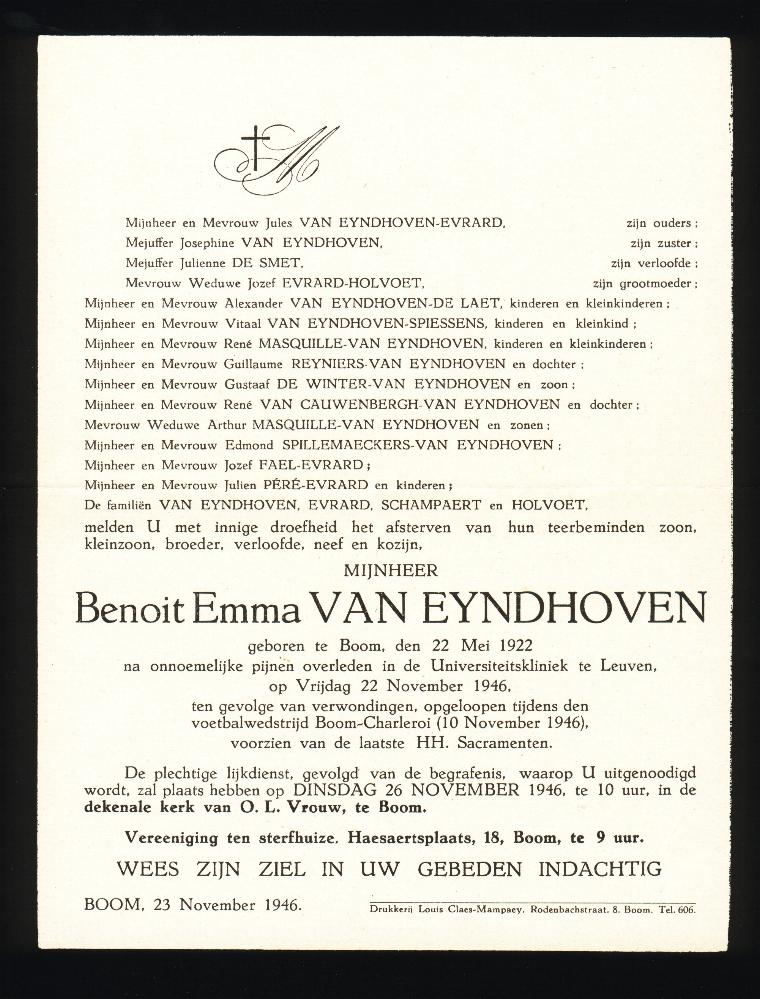 M
Mijnheer en Mevrouw Jules VAN EYNDHOVEN-EVRARD, zijn ouders ;
Mejuffer Josephine VAN EYNDHOVEN, zijn zuster ;
Mejuffer Julienne DE SMET, zijn verloofde ;
Mevrouw Weduwe Jozef EVRARD-HOLVOET, zijn grootmoeder ;
Mijnheer en Mevrouw Alexander VAN EYNDHOVEN-DE LAET, kinderen en kleinkinderen ;
Mijnheer en Mevrouw Vitaal VAN EYNDHOVEN-SPIESSENS, kinderen en kleinkind ;
Mijnheer en Mevrouw René MASQUILLE-VAN EYNDHOVEN, kinderen en kleinkinderen ;
Mijnheer en Mevrouw Guillaume REYNIERS-VAN EYNDHOVEN en dochter ;
Mijnheer en Mevrouw Gustaaf DE WINTER-VAN EYNDHOVEN en zoon ;
Mijnheer en Mevrouw René VAN CAUWENBERGH-VAN EYNDHOVEN en dochter ;
Mevrouw Weduwe Arthur MASQUILLE-VAN EYNDHOVEN en zonen ;
Mijnheer en Mevrouw Edmond SPILLEMAECKERS-VAN EYNDHOVEN ;
Mijnheer en Mevrouw Jozef FAEL-EVRARD ;
Mijnheer en Mevrouw Julien PÉRÉ-EVRARD en kinderen ;
De familiën VAN EYNDHOVEN, EVRARD, SCHAMPAERT en HOLVOET,
melden U met innige droefheid het afsterven van hun teerbeminden zoon,
kleinzoon, broeder, verloofde, neef en kozijn,
MIJNHEER
Benoit Emma VAN EYNDHOVEN
geboren te Boom, den 22 Mei 1922
na onnoemelijke pijnen overleden in de Universiteitskliniek te Leuven,
op Vrijdag 22 November 1946,
ten gevolge van verwondingen, opgeloopen tijdens den
voetbalwedstrijd Boom-Charleroi (10 November 1946),
voorzien van de laatste HH. Sacramenten.
De plechtige lijkdienst, gevolgd van de begrafenis, waarop U uitgenoodigd
wordt, zal plaats hebben op DINSDAG 26 NOVEMBER 1946, te 10 uur, in de
dekenale kerk van O. L. Vrouw, te Boom.
Vereeniging ten sterfhuize, Haesaertsplaats, 18, Boom, te 9 uur.
WEES ZIJN ZIEL IN UW GEBEDEN INDACHTIG
BOOM, 23 November 1946.
Drukkerij Louis Claes-Mampaey, Rodenbachstraat, 8, Boom. Tel. 606.